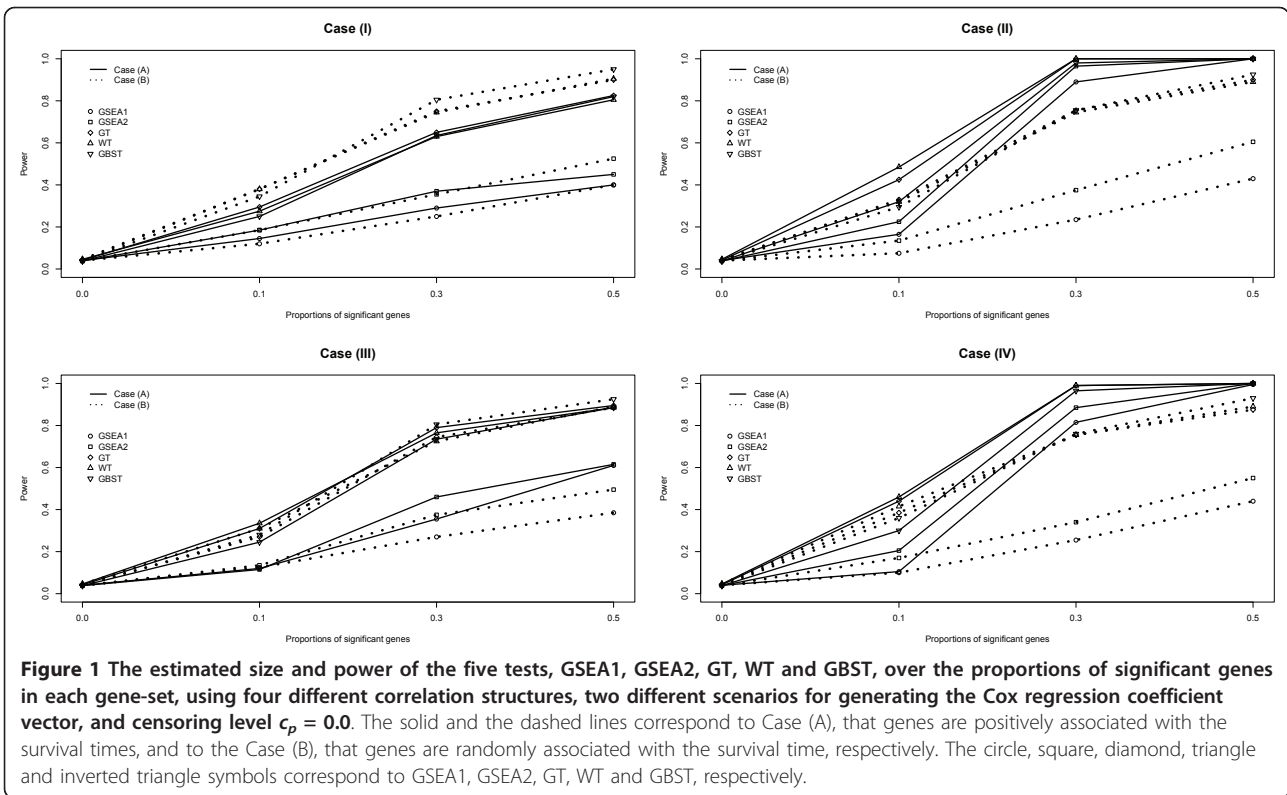 Case (I)
Case (A)
Case (B)
GSEA1
GSEA2
GT
WT
GBST
Power
0.0
0.2
0.4
0.6
0.8
1.0
0.0 0.1 0.3 0.5
Proportions of significant genes
Case (II)
Case (A)
Case (B)
GSEA1
GSEA2
GT
WT
GBST
Power
0.0
0.2
0.4
0.6
0.8
1.0
0.0 0.1 0.3 0.5
Proportions of significant genes
Case (III)
Case (A)
Case (B)
GSEA1
GSEA2
GT
WT
GBST
Power
0.0
0.2
0.4
0.6
0.8
1.0
0.0 0.1 0.3 0.5
Proportions of significant genes
Case (IV)
Case (A)
Case (B)
GSEA1
GSEA2
GT
WT
GBST
Power
0.0
0.2
0.4
0.6
0.8
1.0
0.0 0.1 0.3 0.5
Proportions of significant genes
Figure 1 The estimated size and power of the five tests, GSEA1, GSEA2, GT, WT and GBST, over the proportions of significant genes
in each gene-set, using four different correlation structures, two different scenarios for generating the Cox regression coefficient
vector, and censoring level cp = 0.0. The solid and the dashed lines correspond to Case (A), that genes are positively associated with the
survival times, and to the Case (B), that genes are randomly associated with the survival time, respectively. The circle, square, diamond, triangle
and inverted triangle symbols correspond to GSEA1, GSEA2, GT, WT and GBST, respectively.